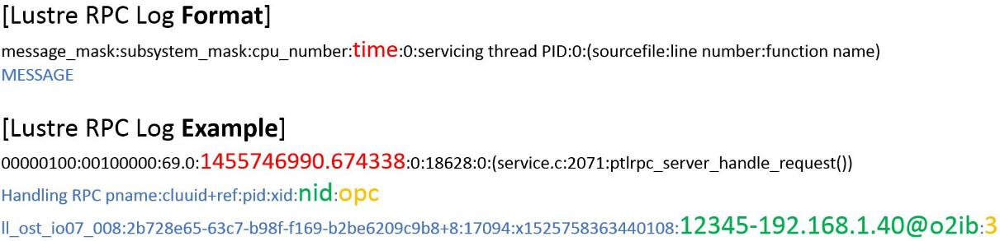 [Lustre RPC Log Format]
message_mask:subsystem_mask:cpu_number:time:0:servicing thread PID:0:(sourcefile:line number:function name)
MESSAGE
[Lustre RPC Log Example]
00000100:00100000:69.0:1455746990.674338:0:18628:0:(service.c:2071:ptlrpc_server_handle_request())
Handling RPC pname:cluuid+ref:pid:xid:nid:opc
ll_ost_io07_008:2b728e65-63c7-b98f-f169-b2be6209c9b8+8:17094:x1525758363440108:12345-192.168.1.40@o2ib:3